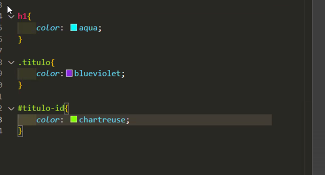 h1{
color: aqua;
}
.titulo{
color: blueviolet;
}
#titulo-id{
color: chartreuse;
}